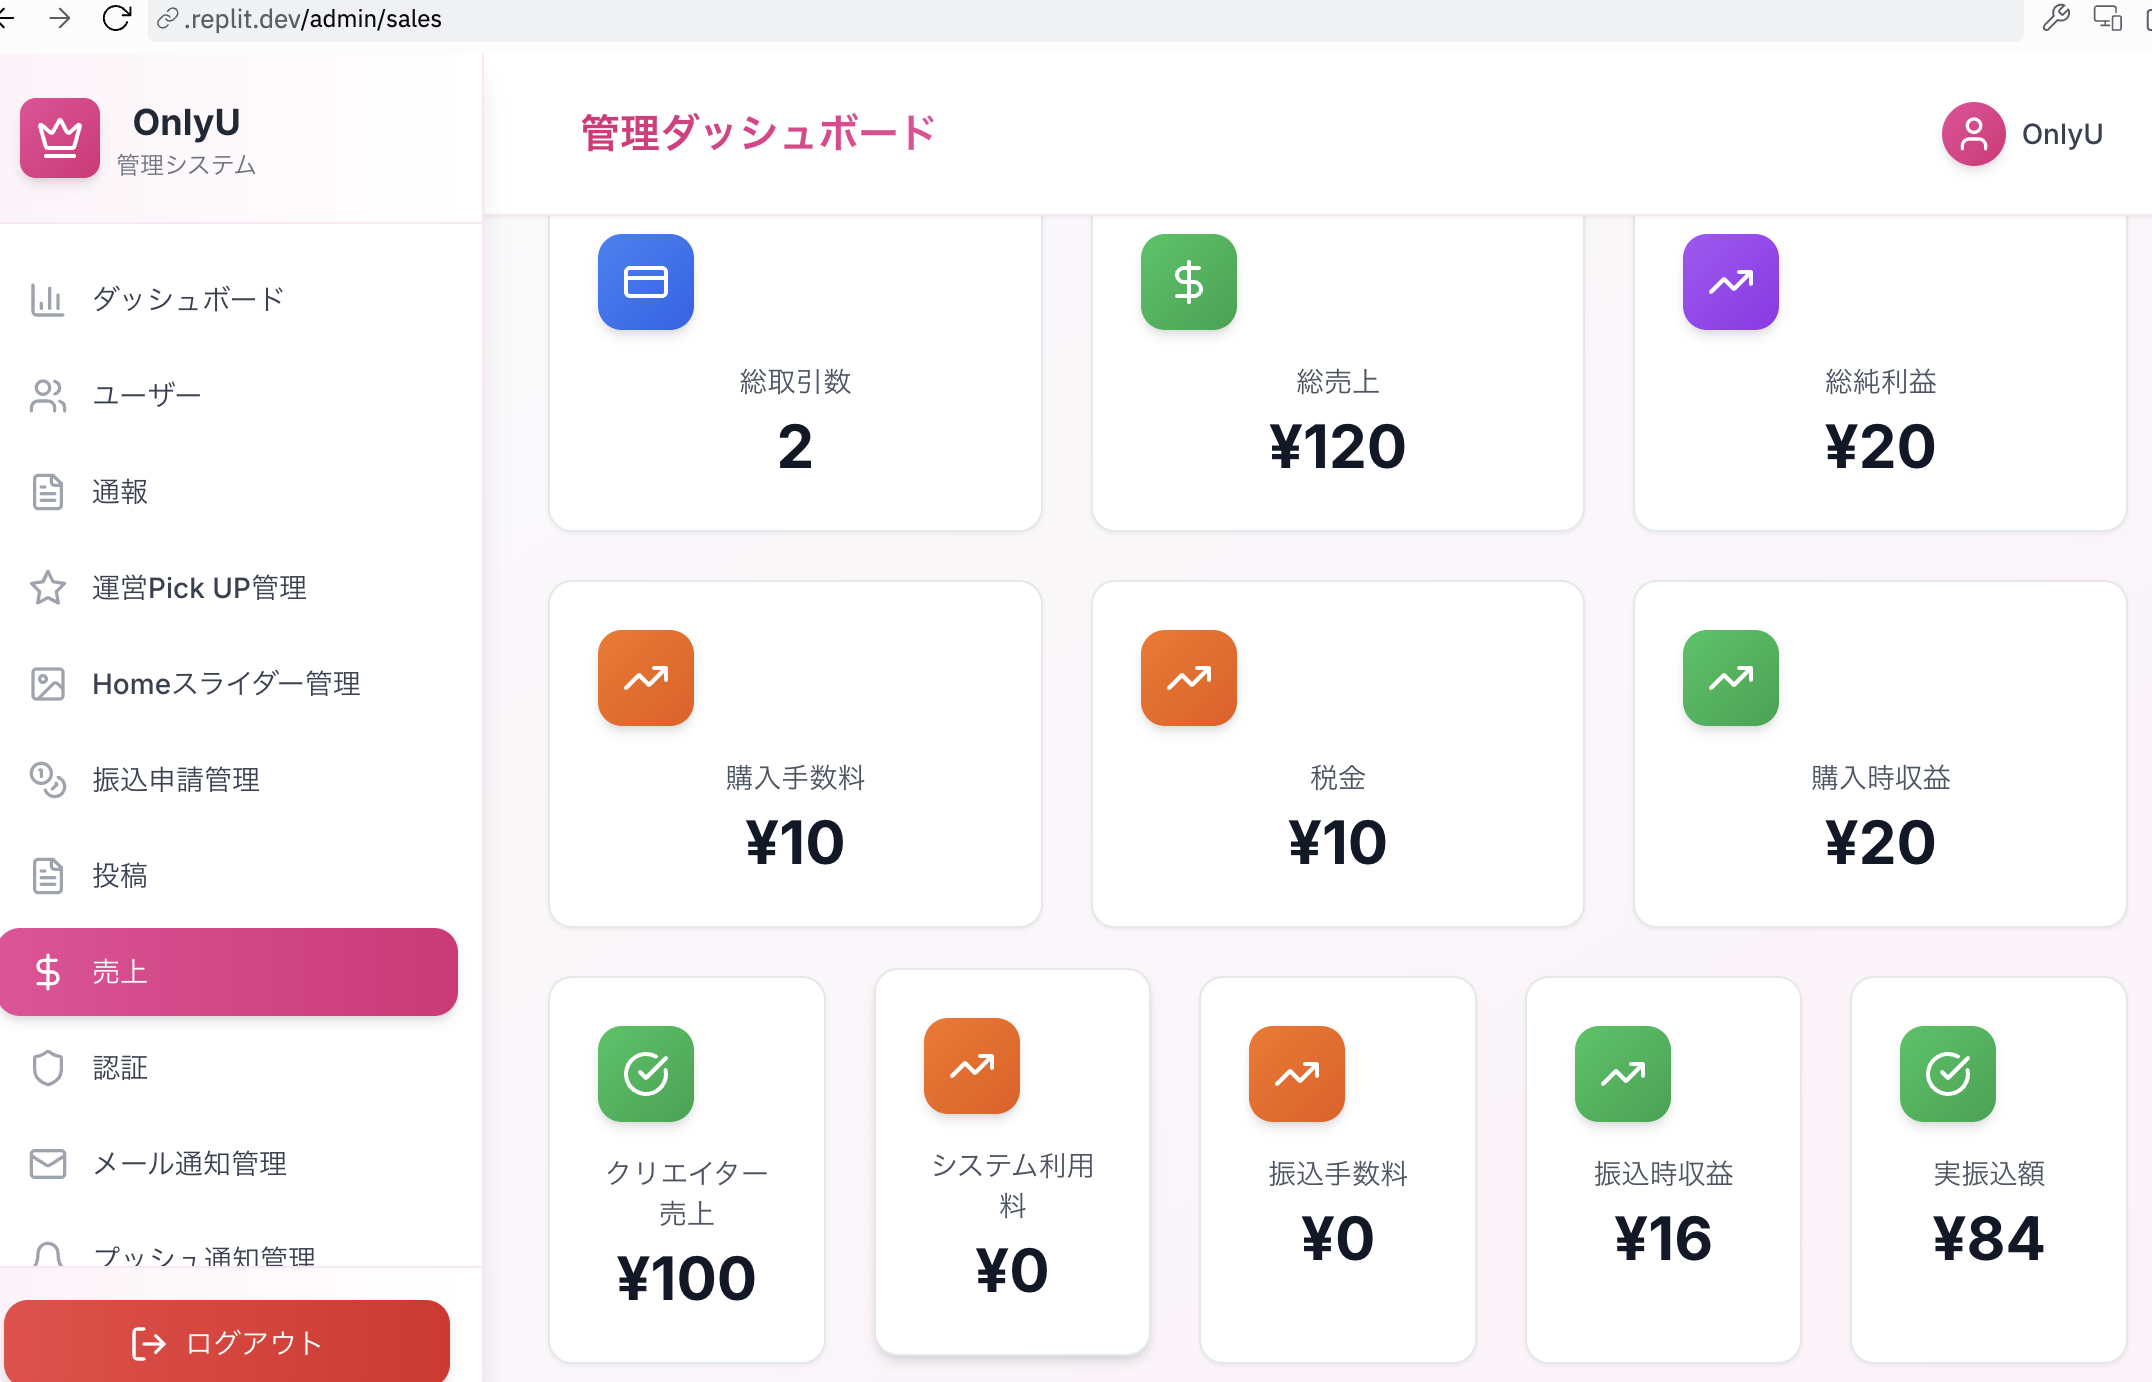 .replit.dev/admin/sales
OnlyU
管理システム
管理ダッシュボード
OnlyU
ダッシュボード
ユーザー
通報
運営Pick UP管理
Homeスライダー管理
振込申請管理
投稿
売上
認証
メール通知管理
プッシュ通知管理
ログアウト
総取引数
2
総売上
¥120
総純利益
¥20
購入手数料
¥10
税金
¥10
購入時収益
¥20
クリエイター
売上
¥100
システム利用
料
¥0
振込手数料
¥0
振込時収益
¥16
実振込額
¥84